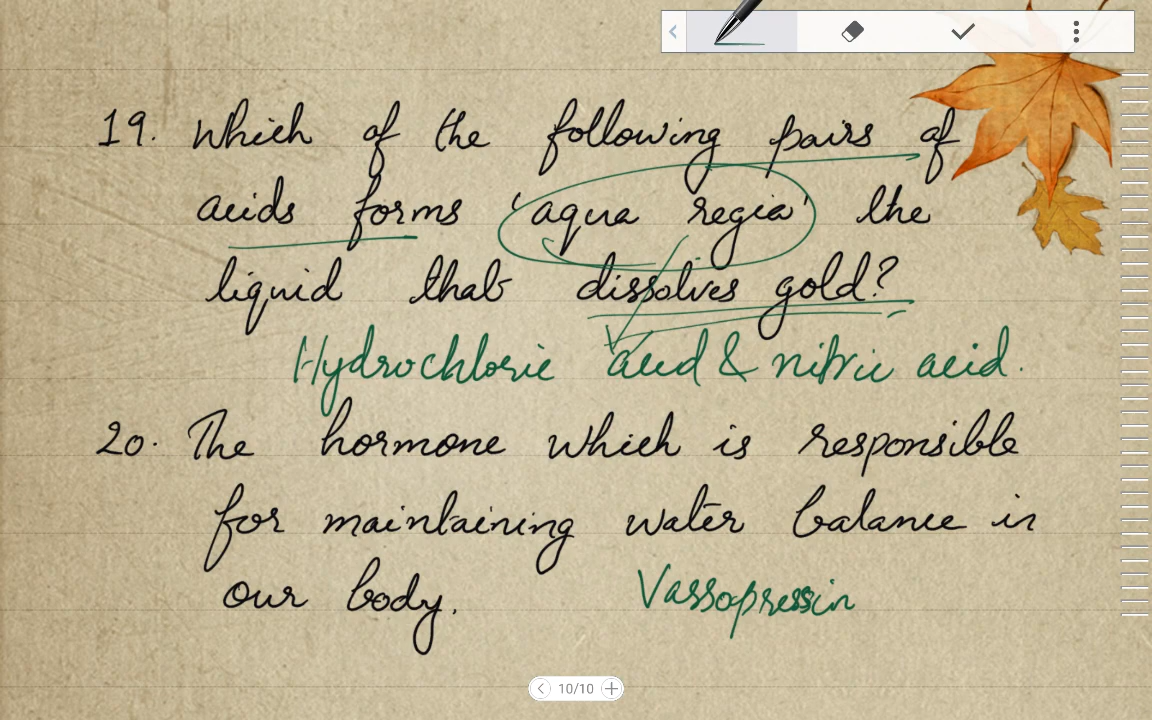 19. Which of the following pairs of
acids forms 'aqua regia' the
liquid that dissolves gold?
Hydrochloric acid & nitric acid.
20. The hormone which is responsible
for maintaining water balance in
our body. Vassopressin
10/10